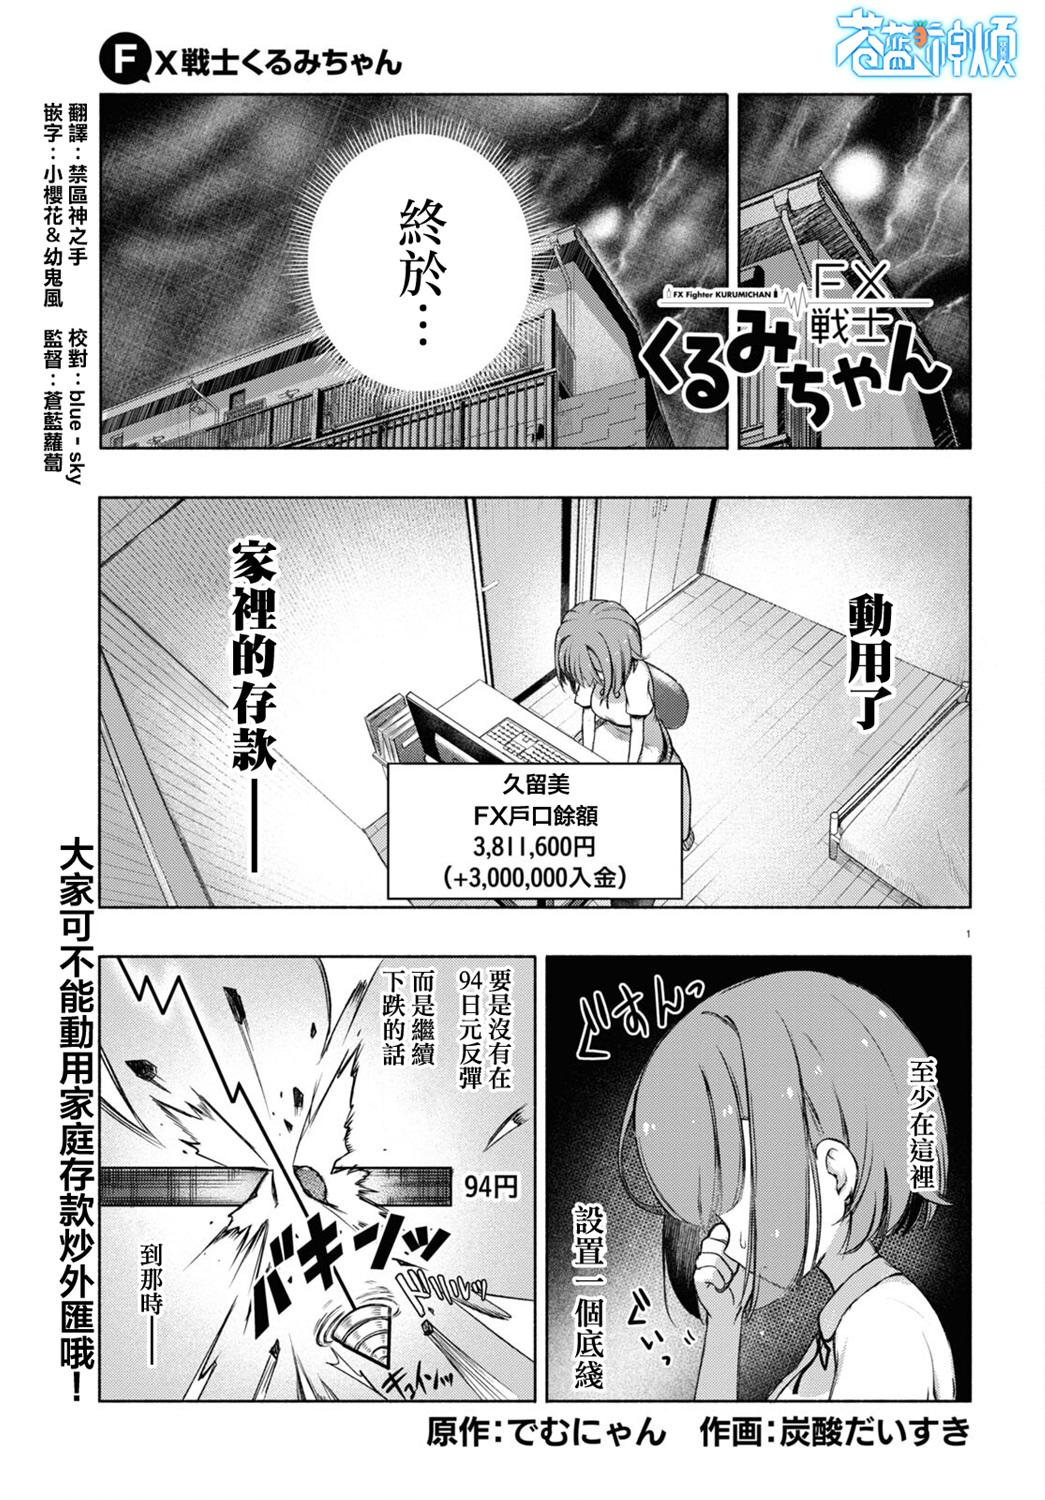 蒼藍神煩
FX戦士くるみちゃん
翻譯：禁區神之手
嵌字：小櫻花＆幼鬼風
校對：blue-sky
監督：蒼藍蘿蔔
FX Fighter KURUMICHAN
FX
戦士
くるみちゃん
終於…
動用了
家裡的存款——
久留美
FX戶口餘額
3,811,600円
(+3,000,000入金)
1
ぐすんっ
至少在這裡
設置一個底綫
ぐいっ
要是沒有在
94日元反彈
而是繼續
下跌的話
94円
バキーンッ
ギュイーンッ
到那時——
大家可不能動用家庭存款炒外匯哦！
原作：でむにゃん　作画：炭酸だいすき